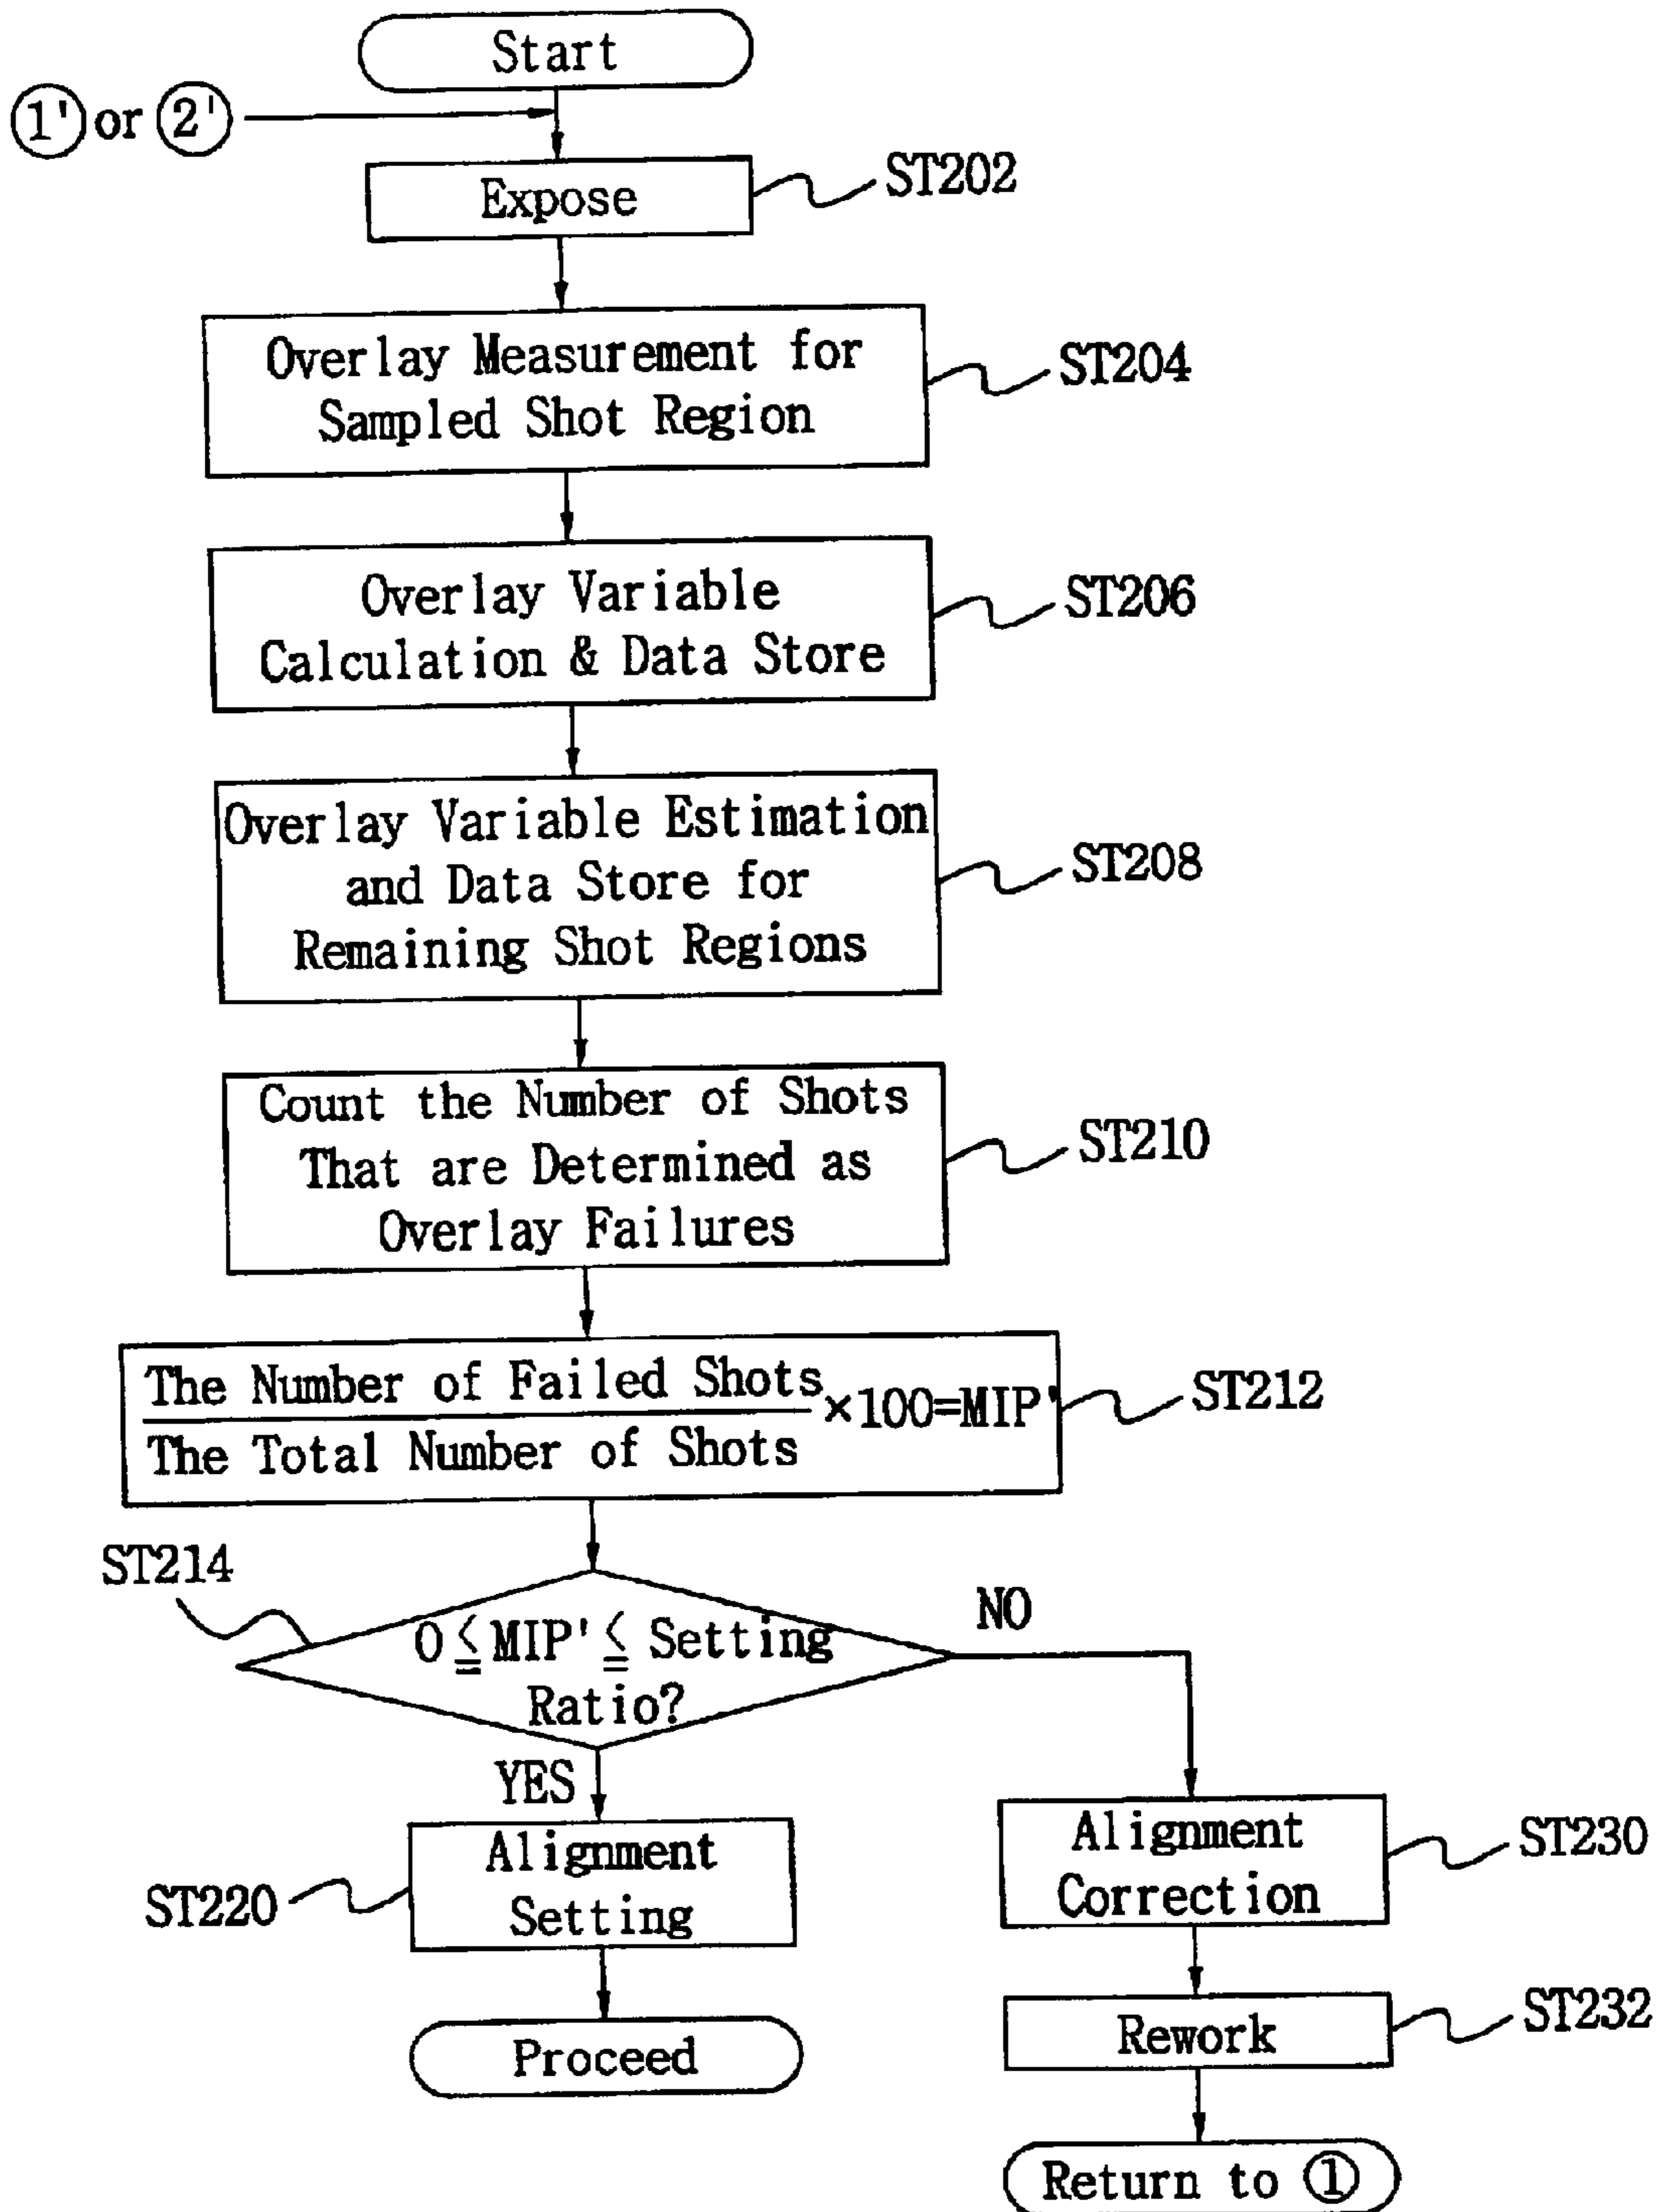 Start
①' or ②'
Expose
ST202
Overlay Measurement for
Sampled Shot Region
ST204
Overlay Variable
Calculation & Data Store
ST206
Overlay Variable Estimation
and Data Store for
Remaining Shot Regions
ST208
Count the Number of Shots
That are Determined as
Overlay Failures
ST210
The Number of Failed Shots
The Total Number of Shots
×100=MIP'
ST212
ST214
0≦MIP'≦ Setting
Ratio?
NO
YES
Alignment
Setting
ST220
Alignment
Correction
ST230
Proceed
Rework
ST232
Return to ①